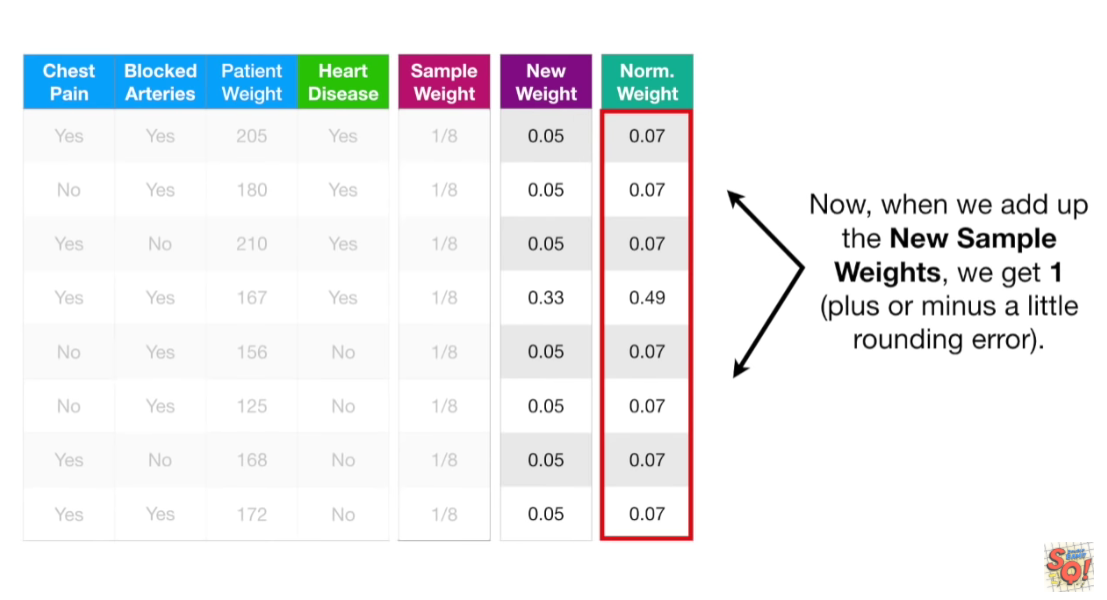 Chest Pain Blocked Arteries Patient Weight Heart Disease Sample Weight New Weight Norm. Weight
Yes Yes 205 Yes 1/8 0.05 0.07
No Yes 180 Yes 1/8 0.05 0.07
Yes No 210 Yes 1/8 0.05 0.07
Yes Yes 167 Yes 1/8 0.33 0.49
No Yes 156 No 1/8 0.05 0.07
No Yes 125 No 1/8 0.05 0.07
Yes No 168 No 1/8 0.05 0.07
Yes Yes 172 No 1/8 0.05 0.07
Now, when we add up
the New Sample
Weights, we get 1
(plus or minus a little
rounding error).
SQ!